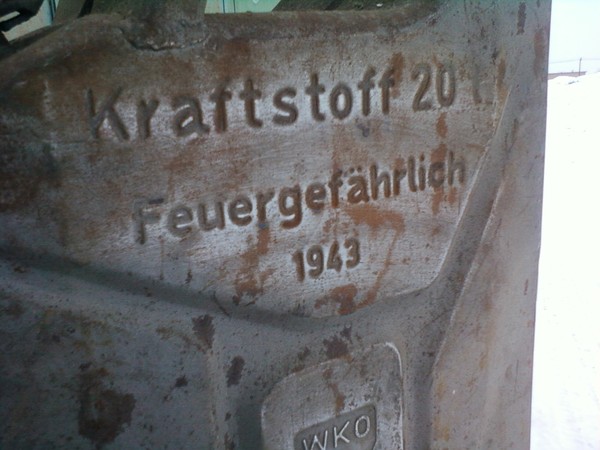 Kraftstoff 20 l
Feuergefährlich
1943
WKO